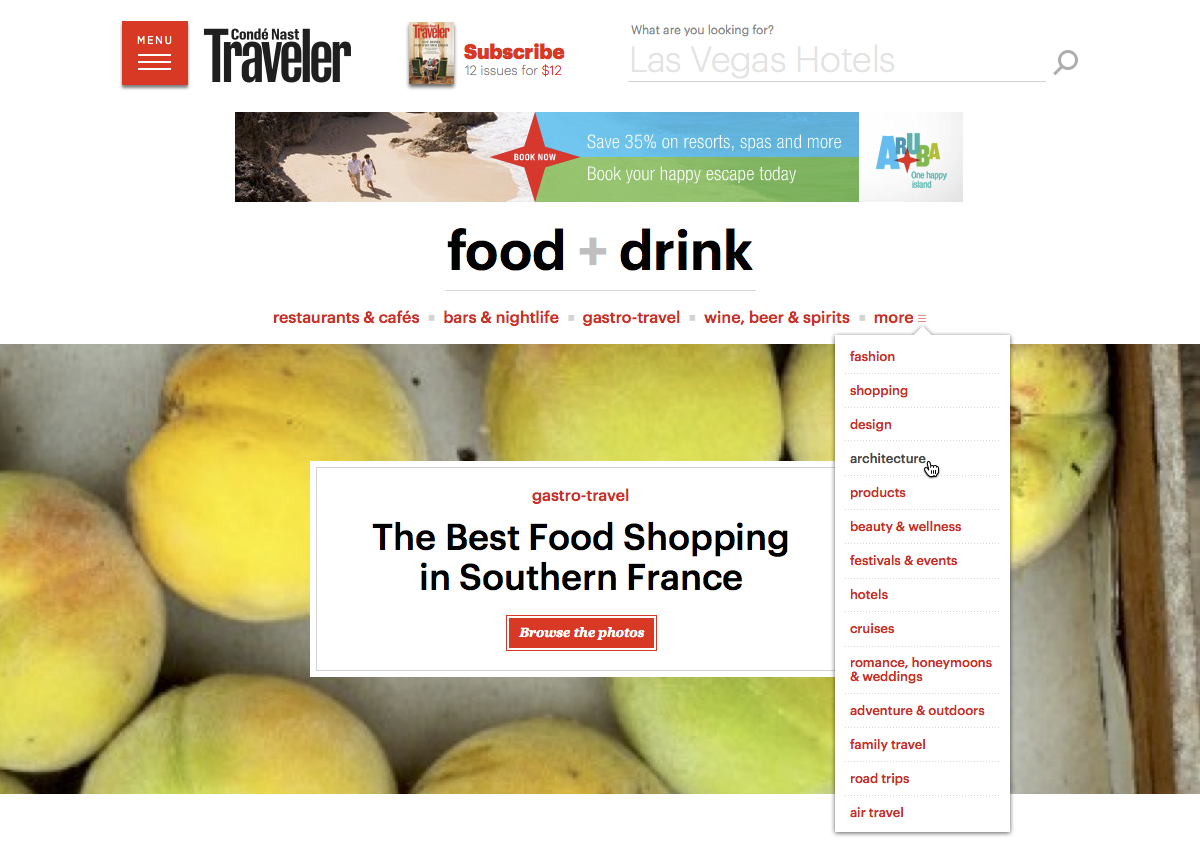 MENU
Condé Nast
Traveler
Traveler
Subscribe
12 issues for $12
What are you looking for?
Las Vegas Hotels
BOOK NOW
Save 35% on resorts, spas and more
Book your happy escape today
ARUBA
One happy
island
food + drink
restaurants & cafés
bars & nightlife
gastro-travel
wine, beer & spirits
more
fashion
shopping
design
architecture
products
beauty & wellness
festivals & events
hotels
cruises
romance, honeymoons
& weddings
adventure & outdoors
family travel
road trips
air travel
gastro-travel
The Best Food Shopping
in Southern France
Browse the photos